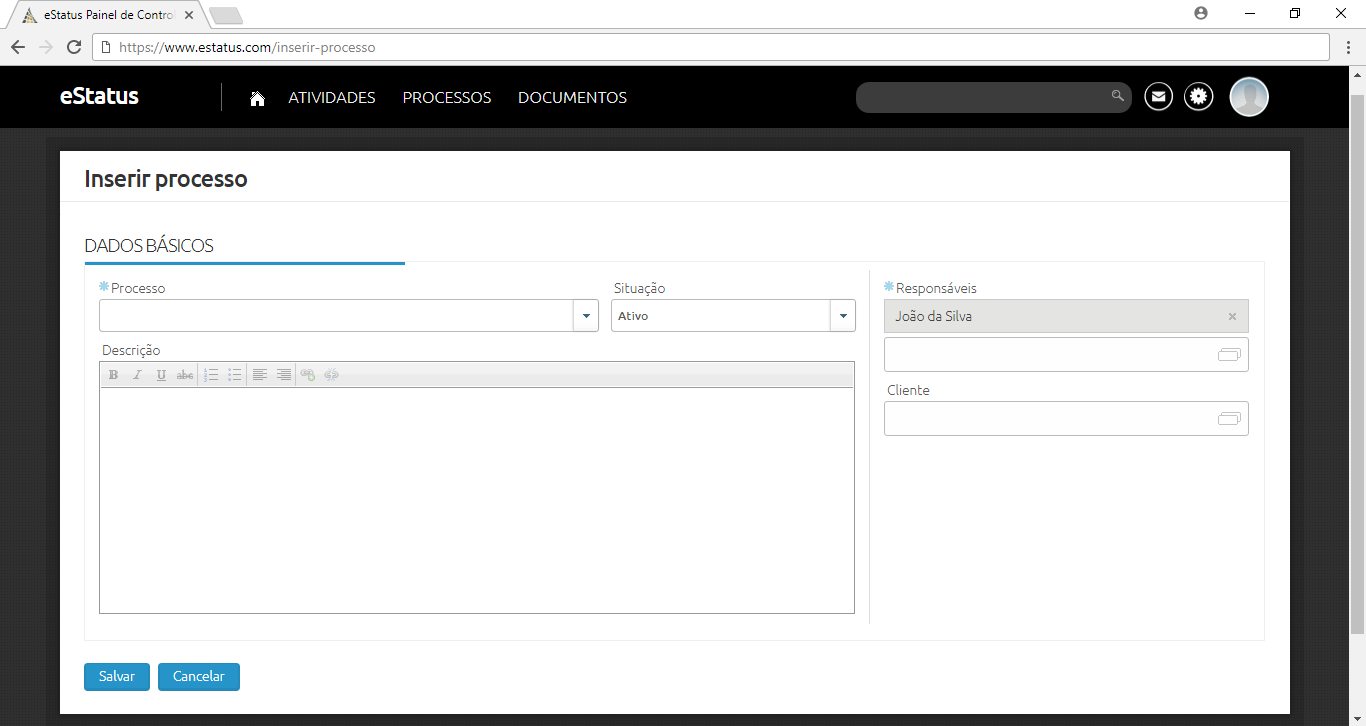 eStatus Painel de Contro
https://www.estatus.com/inserir-processo
eStatus
ATIVIDADES PROCESSOS DOCUMENTOS
Inserir processo
DADOS BÁSICOS
Processo Situação Responsáveis
Ativo João da Silva
Descrição
B I U abc
Cliente
Salvar Cancelar